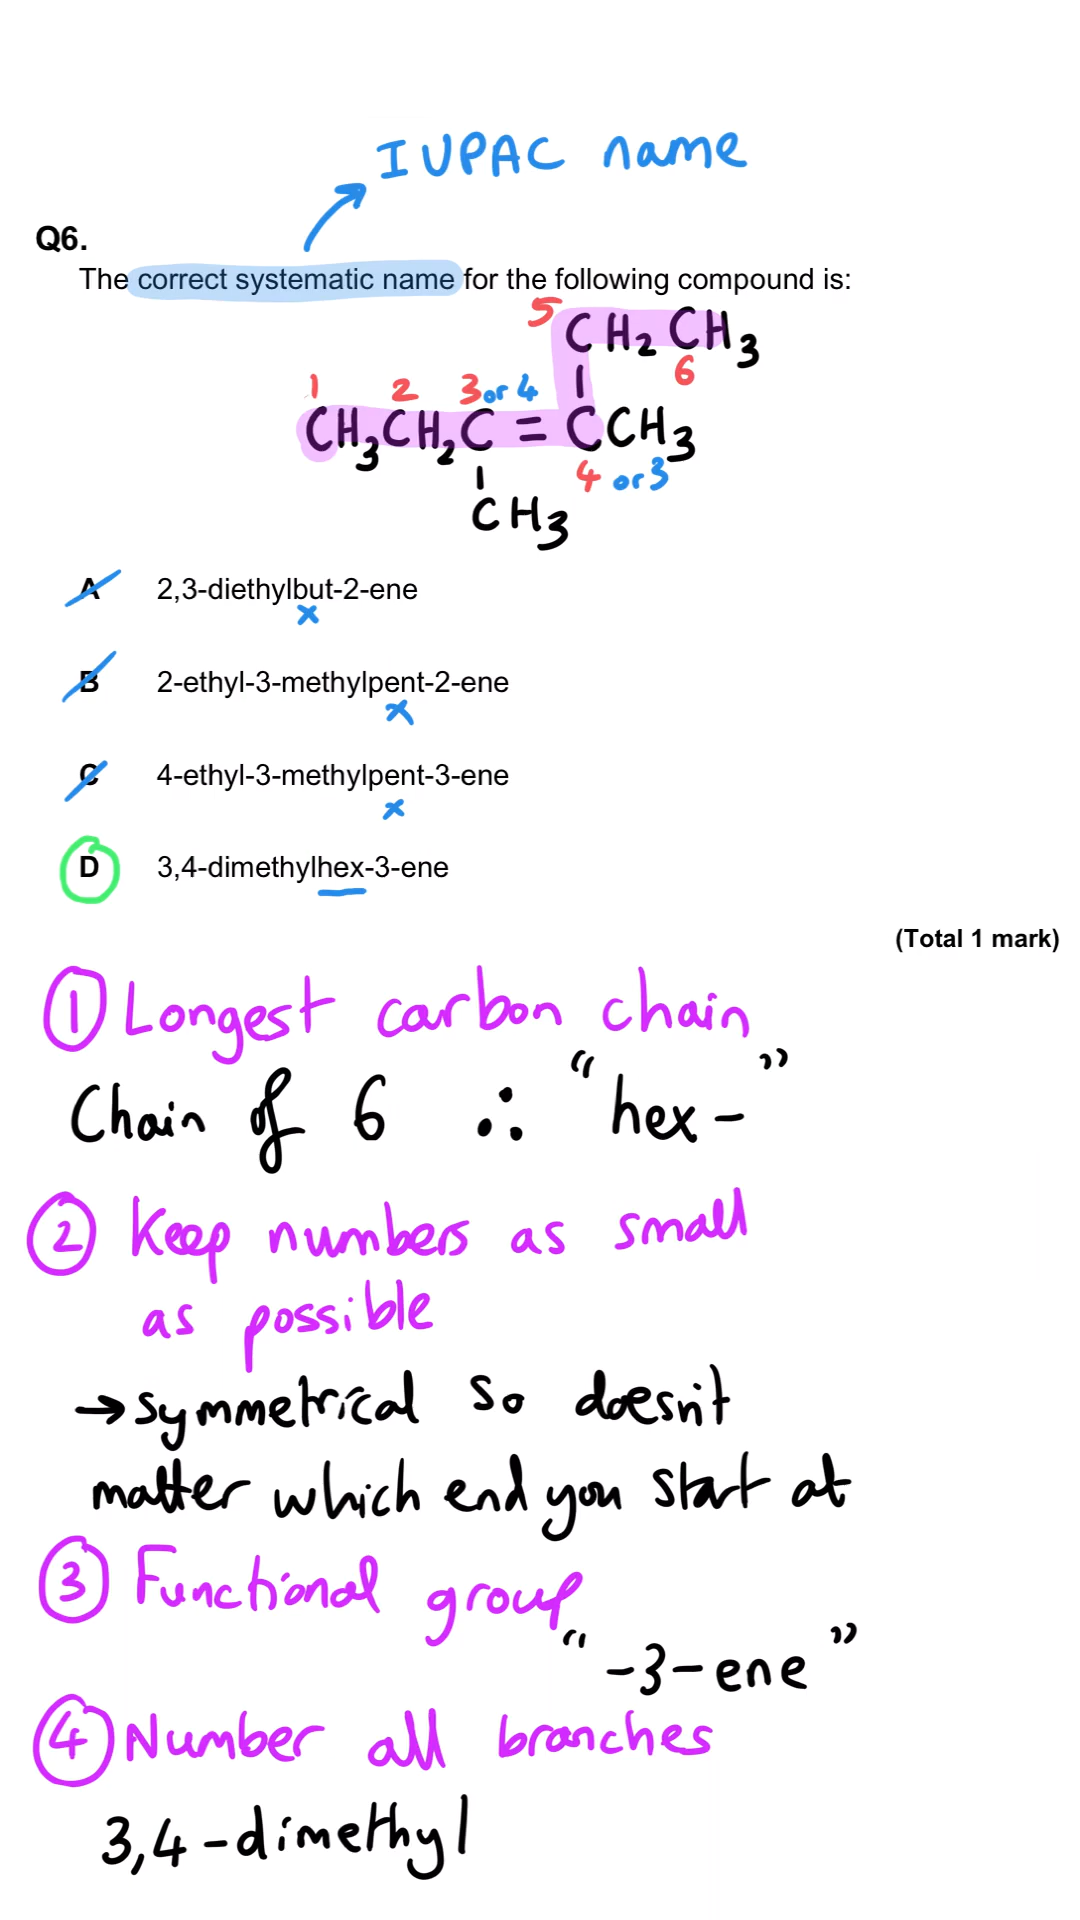 IUPAC name
Q6.
The correct systematic name for the following compound is:
5 CH₂CH₃
1 2 3 or 4 | 6
CH₃CH₂C = CCH₃
| 4 or 3
CH₃
A 2,3-diethylbut-2-ene
x
B 2-ethyl-3-methylpent-2-ene
x
C 4-ethyl-3-methylpent-3-ene
x
D 3,4-dimethylhex-3-ene
(Total 1 mark)
① Longest carbon chain
Chain of 6 ∴ "hex-"
② Keep numbers as small
as possible
→ symmetrical so doesn't
matter which end you start at
③ Functional group
"-3-ene"
④ Number all branches
3,4-dimethyl